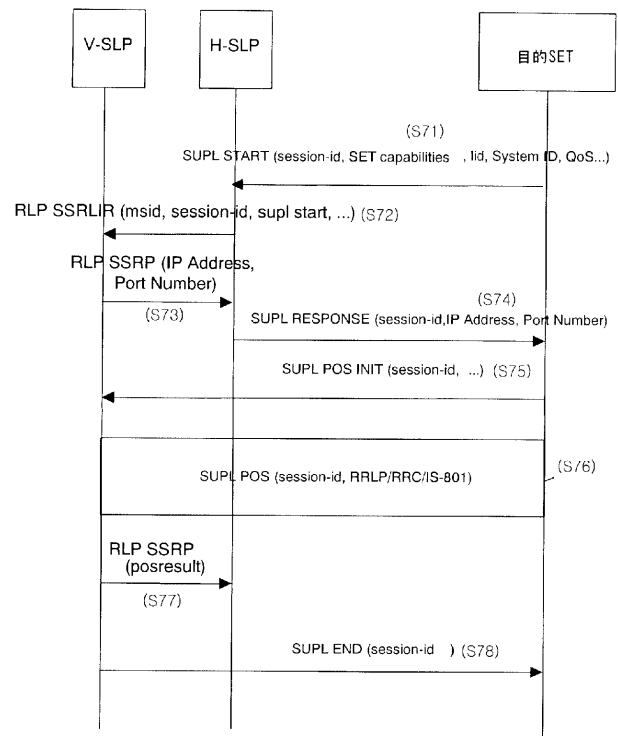 V-SLP
H-SLP
目的SET
(S71)
SUPL START (session-id, SET capabilities , lid, System ID, QoS...)
RLP SSRLIR (msid, session-id, supl start, ...) (S72)
RLP SSRP (IP Address,
Port Number)
(S73)
(S74)
SUPL RESPONSE (session-id,IP Address, Port Number)
SUPL POS INIT (session-id, ...) (S75)
SUPL POS (session-id, RRLP/RRC/IS-801)
(S76)
RLP SSRP
(posresult)
(S77)
SUPL END (session-id ) (S78)